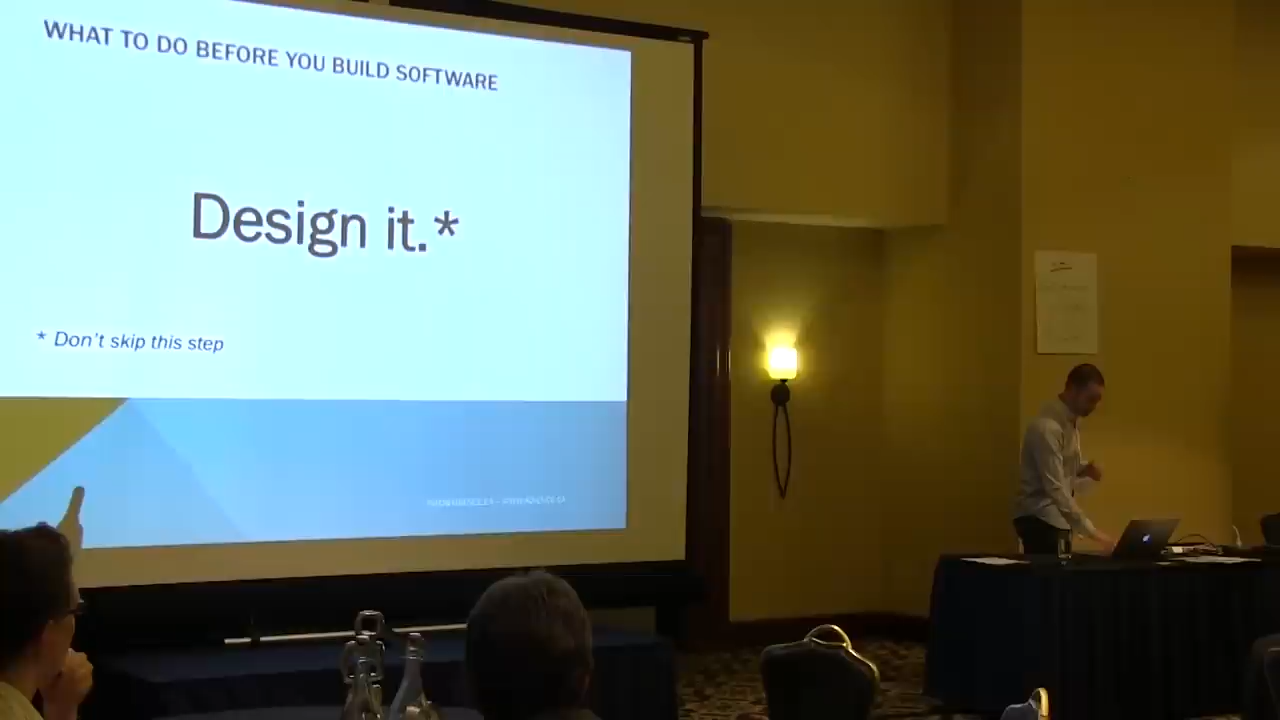 WHAT TO DO BEFORE YOU BUILD SOFTWARE
Design it.*
* Don't skip this step